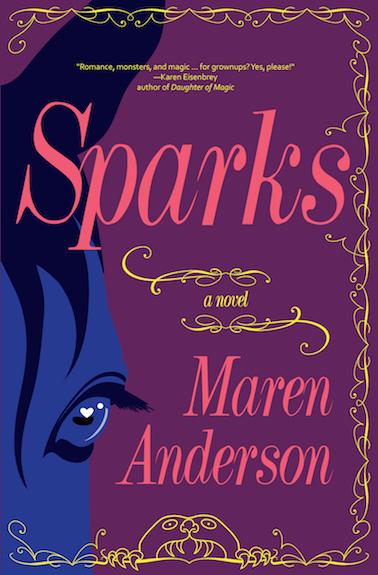 "Romance, monsters, and magic ... for grownups? Yes, please!"
—Karen Eisenbrey
author of Daughter of Magic
Sparks
a novel
Maren
Anderson